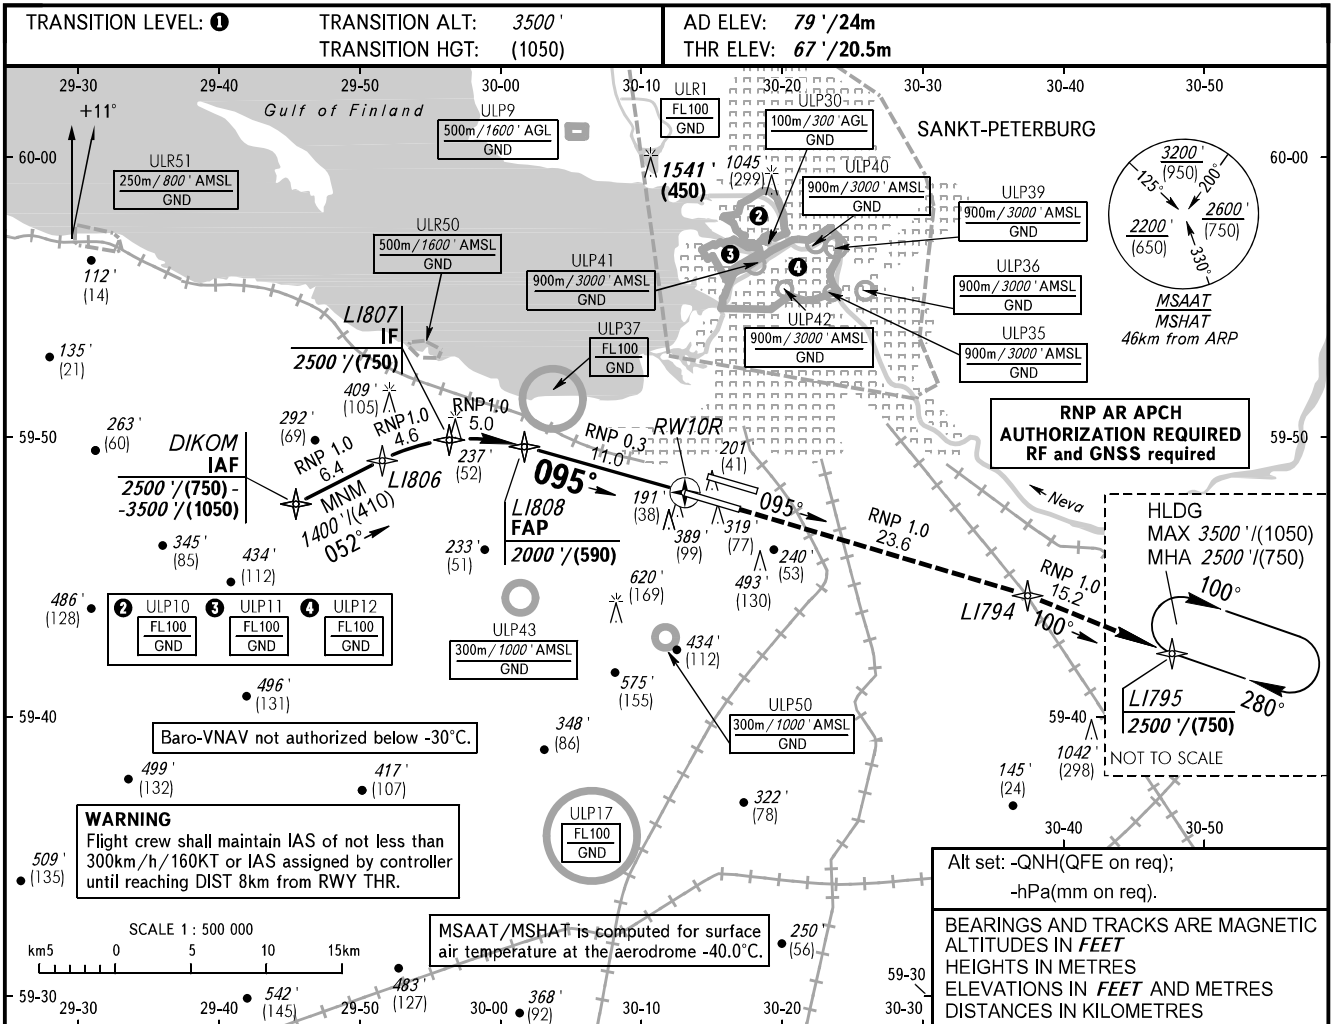 TRANSITION LEVEL: ❶
TRANSITION ALT: 3500'
TRANSITION HGT: (1050)
AD ELEV: 79'/24m
THR ELEV: 67'/20.5m
29-30 29-40 29-50 30-00 30-10 30-20 30-30 30-40 30-50
+11°
Gulf of Finland
60-00
60-00
ULR51
250m/800' AMSL
GND
ULP9
500m/1600' AGL
GND
ULR1
FL100
GND
ULP30
100m/300' AGL
GND
SANKT-PETERBURG
1541'
(450)
1045'
(299)
ULP40
900m/3000' AMSL
GND
ULP39
900m/3000' AMSL
GND
3200'
(950)
125°
200°
2200'
(650)
2600'
(750)
330°
MSAAT
MSHAT
46km from ARP
❷
❸
❹
ULR50
500m/1600' AMSL
GND
ULP41
900m/3000' AMSL
GND
ULP36
900m/3000' AMSL
GND
112'
(14)
LI807
IF
2500'/(750)
ULP37
FL100
GND
ULP42
900m/3000' AMSL
GND
ULP35
900m/3000' AMSL
GND
135'
(21)
409'
(105)
263'
(60)
292'
(69)
DIKOM
IAF
2500'/(750) -
-3500'/(1050)
RNP 1.0
6.4
RNP1.0
4.6
RNP1.0
5.0
MNM
1400'/(410)
052°
LI806
237'
(52)
095°
RNP 0.3
11.0
RW10R
201'
(41)
RNP AR APCH
AUTHORIZATION REQUIRED
RF and GNSS required
59-50
59-50
LI808
FAP
2000'/(590)
191'
(38)
389'
(99)
319'
(77)
095°
RNP 1.0
23.6
Neva
345'
(85)
434'
(112)
233'
(51)
240'
(53)
493'
(130)
620'
(169)
486'
(128)
❷ ULP10
FL100
GND
❸ ULP11
FL100
GND
❹ ULP12
FL100
GND
ULP43
300m/1000' AMSL
GND
434'
(112)
575'
(155)
ULP50
300m/1000' AMSL
GND
LI794
RNP 1.0
15.2
100°
HLDG
MAX 3500'/(1050)
MHA 2500'/(750)
100°
280°
LI795
2500'/(750)
NOT TO SCALE
496'
(131)
59-40
59-40
Baro-VNAV not authorized below -30°C.
348'
(86)
1042'
(298)
499'
(132)
417'
(107)
145'
(24)
322'
(78)
WARNING
Flight crew shall maintain IAS of not less than
300km/h/160KT or IAS assigned by controller
until reaching DIST 8km from RWY THR.
ULP17
FL100
GND
509'
(135)
30-40 30-50
Alt set: -QNH(QFE on req);
-hPa(mm on req).
SCALE 1 : 500 000
km5 0 5 10 15km
MSAAT/MSHAT is computed for surface
air temperature at the aerodrome -40.0°C.
250'
(56)
483'
(127)
542'
(145)
368'
(92)
59-30
59-30
BEARINGS AND TRACKS ARE MAGNETIC
ALTITUDES IN FEET
HEIGHTS IN METRES
ELEVATIONS IN FEET AND METRES
DISTANCES IN KILOMETRES
29-30 29-40 29-50 30-00 30-10 30-20 30-30